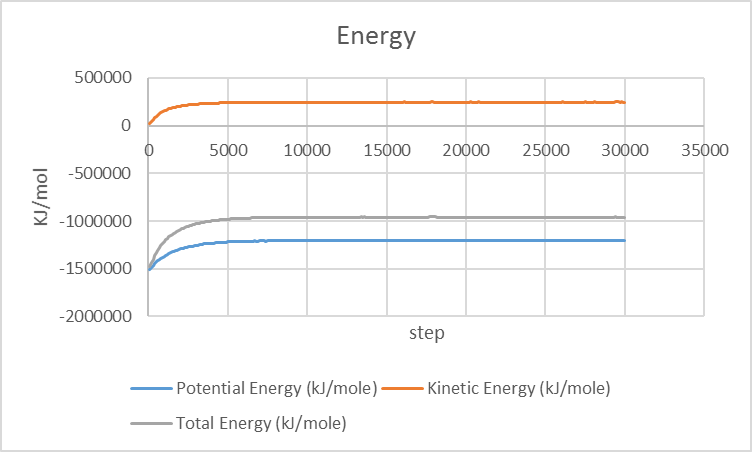 Energy
500000
0
-500000
-1000000
-1500000
-2000000
0 5000 10000 15000 20000 25000 30000 35000
KJ/mol
step
Potential Energy (kJ/mole) Kinetic Energy (kJ/mole)
Total Energy (kJ/mole)